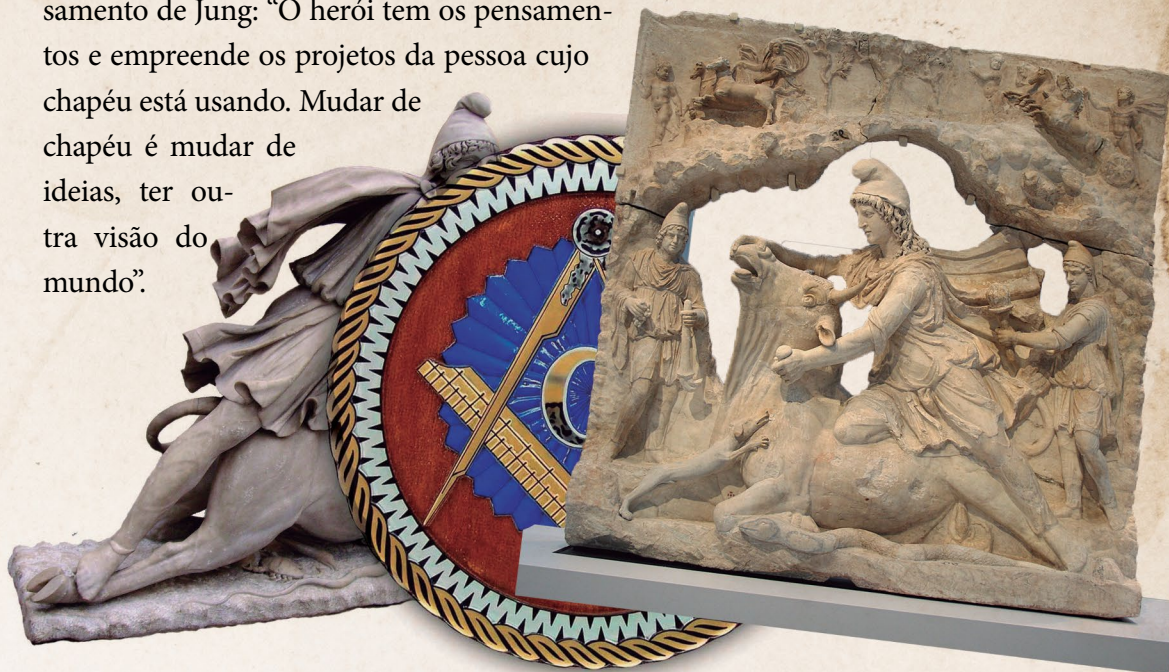 samento de Jung: “O herói tem os pensamen-
tos e empreende os projetos da pessoa cujo
chapéu está usando. Mudar de
chapéu é mudar de
ideias, ter ou-
tra visão do
mundo”.